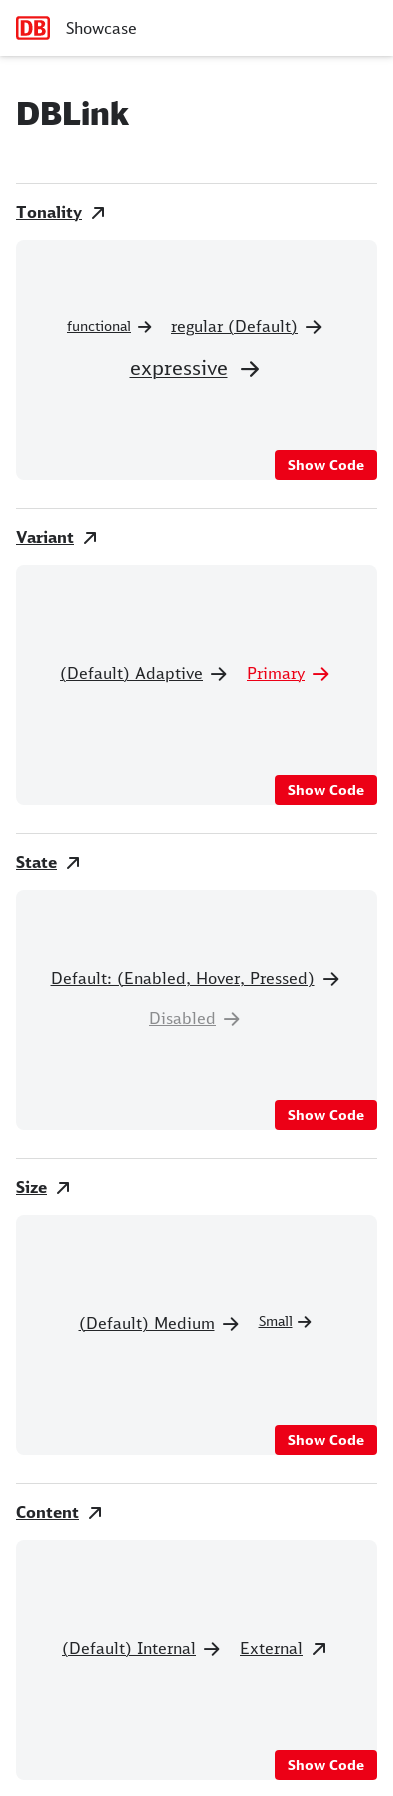 DB Showcase
DBLink
Tonality
functional regular (Default)
expressive
Show Code
Variant
(Default) Adaptive Primary
Show Code
State
Default: (Enabled, Hover, Pressed)
Disabled
Show Code
Size
(Default) Medium Small
Show Code
Content
(Default) Internal External
Show Code